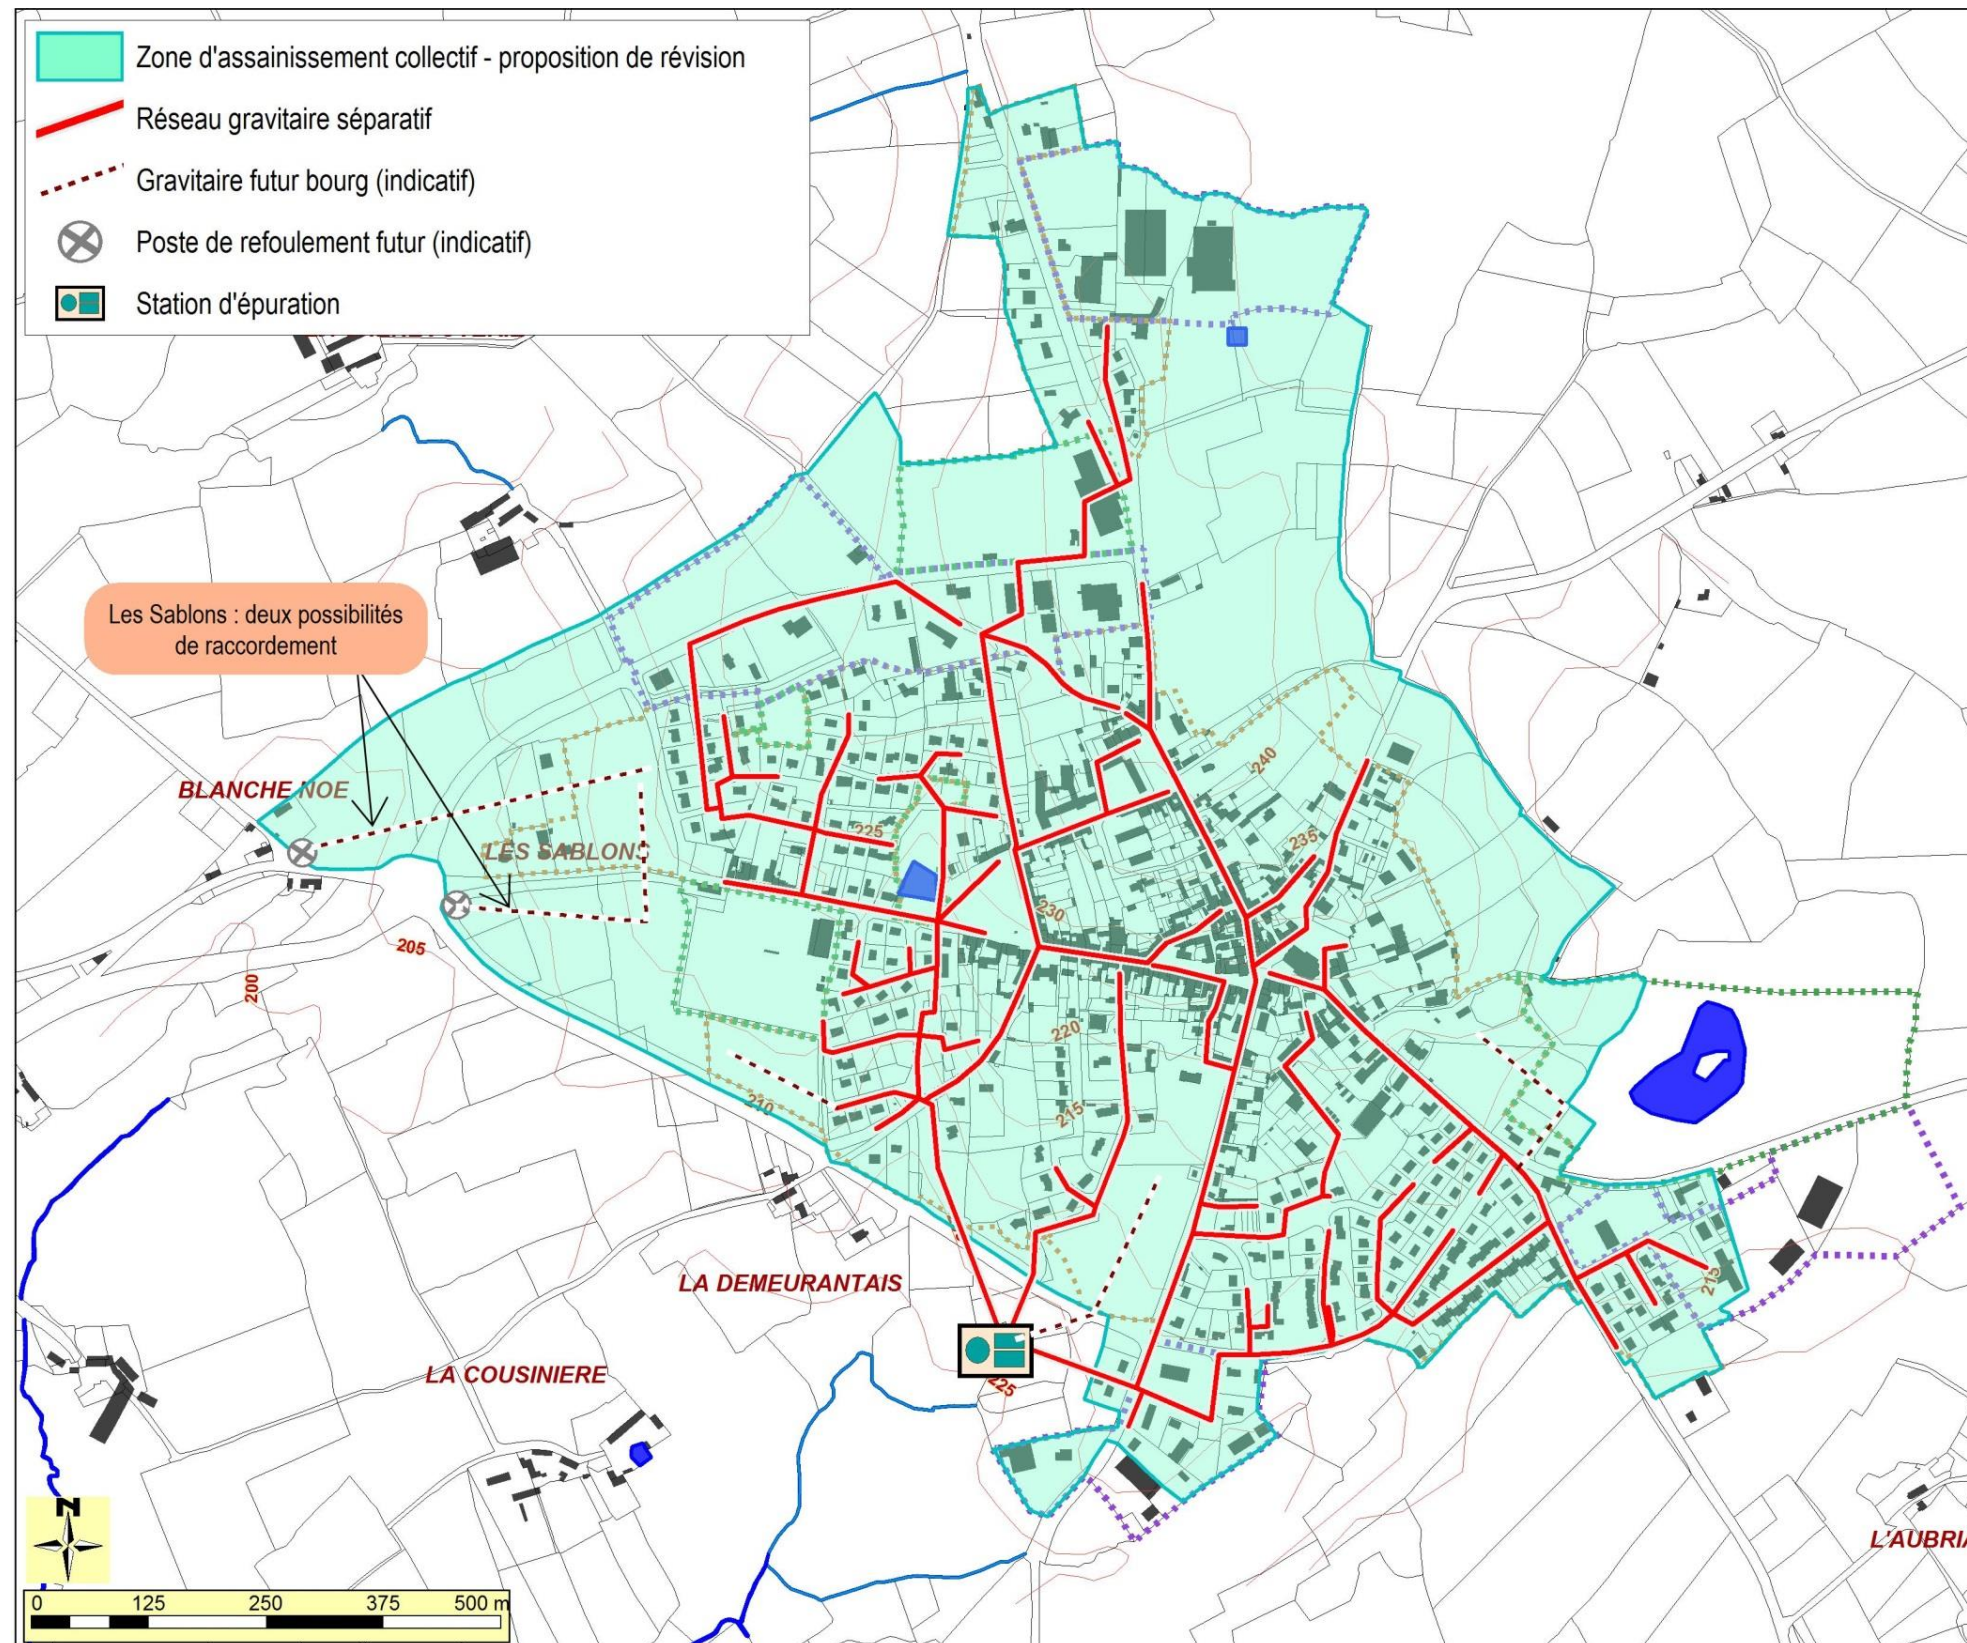 Zone d'assainissement collectif - proposition de révision
Réseau gravitaire séparatif
Gravitaire futur bourg (indicatif)
Poste de refoulement futur (indicatif)
Station d'épuration
Les Sablons : deux possibilités
de raccordement
BLANCHE NOE
240
225
235
LES SABLONS
230
205
200
220
210
215
LA DEMEURANTAIS
215
LA COUSINIERE
225
N
L'AUBRIA
0 125 250 375 500 m